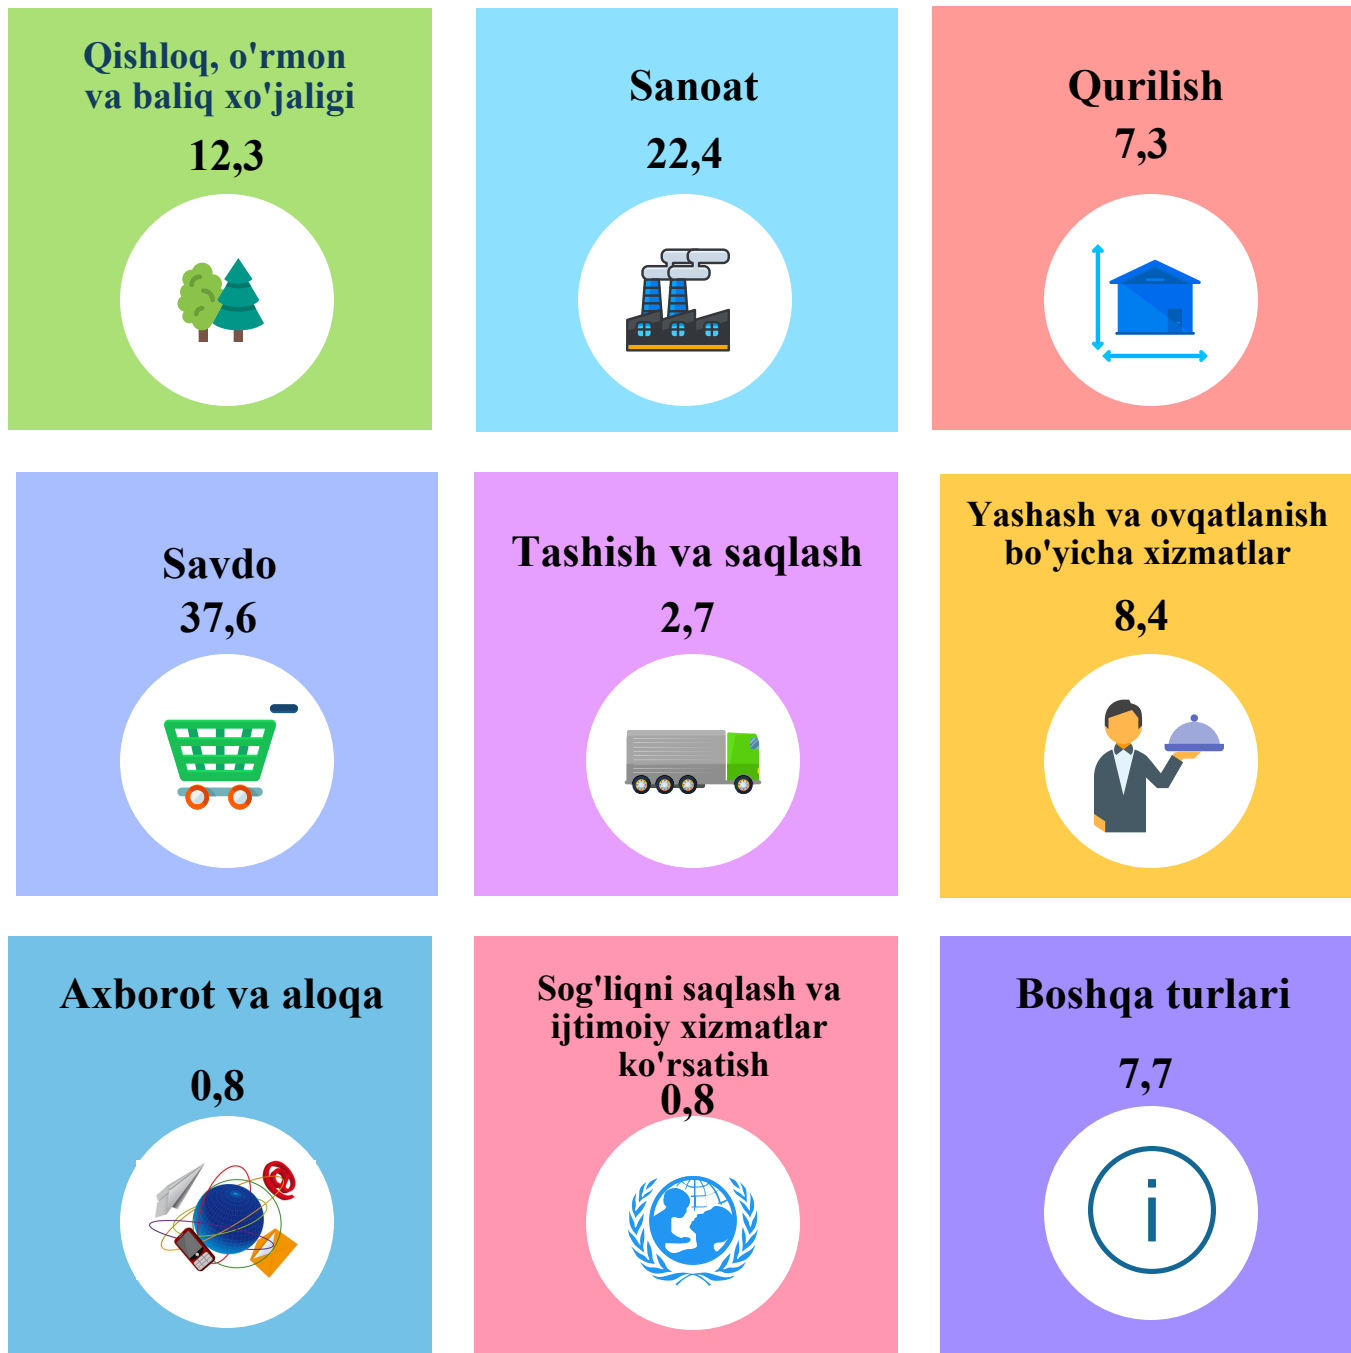 Qishloq, o'rmon
va baliq xo'jaligi
12,3
Sanoat
22,4
Qurilish
7,3
Savdo
37,6
Tashish va saqlash
2,7
Yashash va ovqatlanish
bo'yicha xizmatlar
8,4
Axborot va aloqa
0,8
Sog'liqni saqlash va
ijtimoiy xizmatlar
ko'rsatish
0,8
Boshqa turlari
7,7